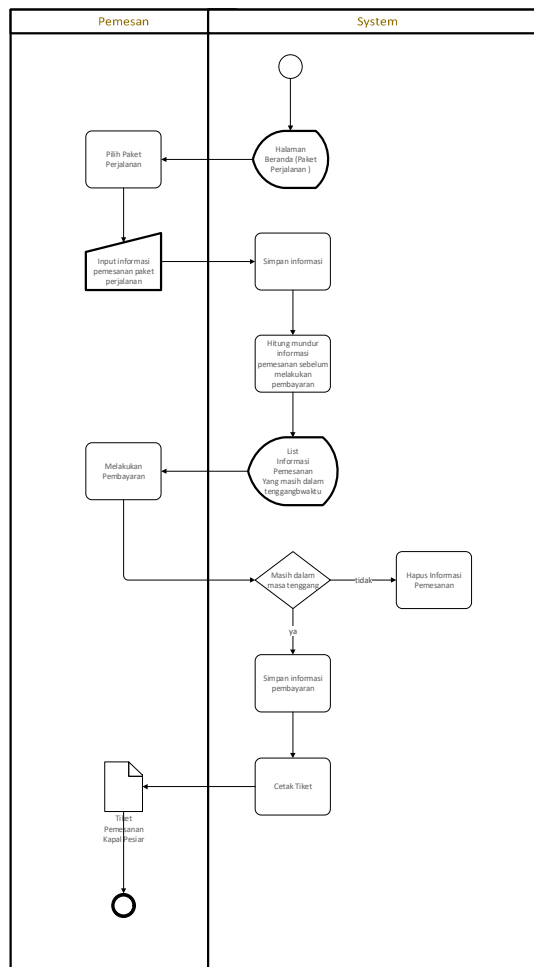 Pemesan
System
Halaman
Beranda (Paket
Perjalanan )
Pilih Paket
Perjalanan
Input informasi
pemesanan paket
perjalanan
Simpan informasi
Hitung mundur
informasi
pemesanan sebelum
melakukan
pembayaran
List
Informasi
Pemesanan
Yang masih dalam
tenggangbwaktu
Melakukan
Pembayaran
Masih dalam
masa tenggang
tidak
Hapus Informasi
Pemesanan
ya
Simpan informasi
pembayaran
Cetak Tiket
Tiket
Pemesanan
Kapal Pesiar